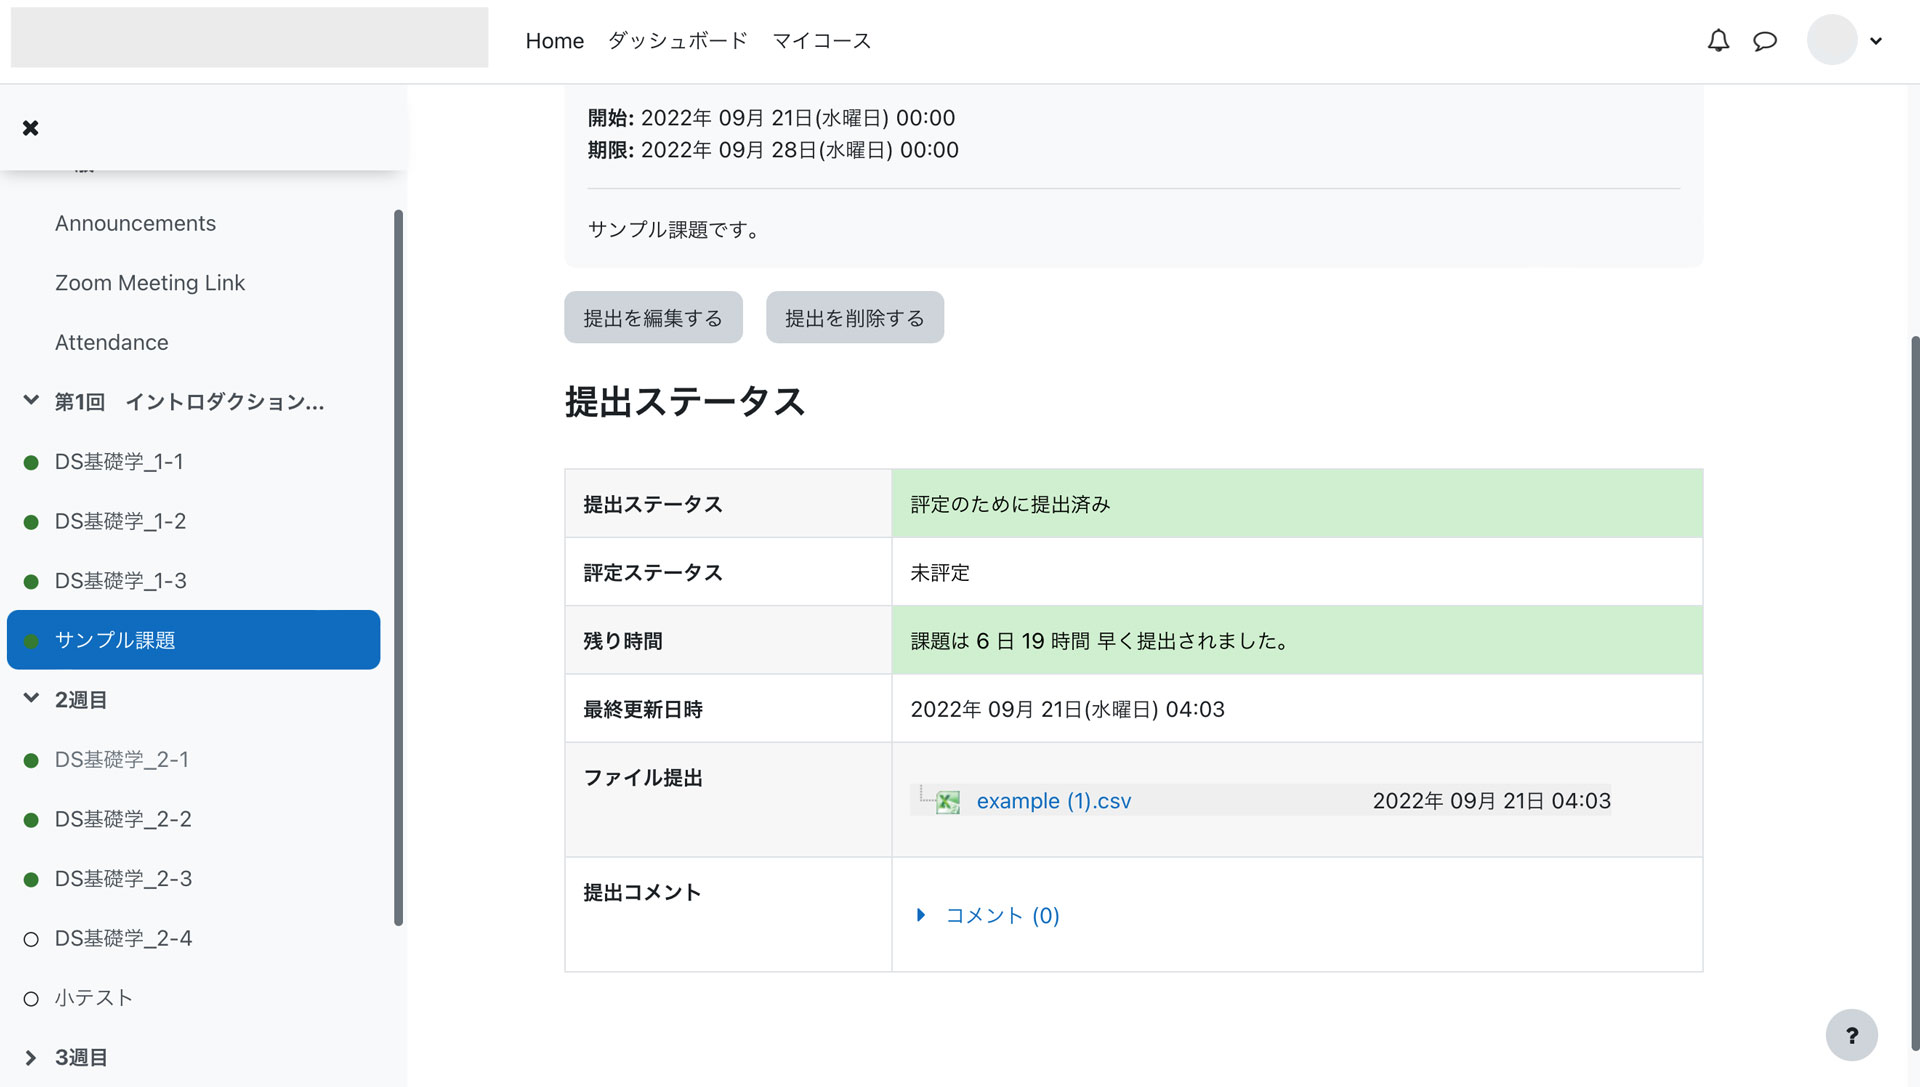 Home ダッシュボード マイコース
Announcements
Zoom Meeting Link
Attendance
第1回　イントロダクション...
DS基礎学_1-1
DS基礎学_1-2
DS基礎学_1-3
サンプル課題
2週目
DS基礎学_2-1
DS基礎学_2-2
DS基礎学_2-3
DS基礎学_2-4
小テスト
3週目
開始: 2022年 09月 21日(水曜日) 00:00
期限: 2022年 09月 28日(水曜日) 00:00
サンプル課題です。
提出を編集する 提出を削除する
提出ステータス
提出ステータス 評定のために提出済み
評定ステータス 未評定
残り時間 課題は 6 日 19 時間 早く提出されました。
最終更新日時 2022年 09月 21日(水曜日) 04:03
ファイル提出
example (1).csv 2022年 09月 21日 04:03
提出コメント
コメント (0)
?